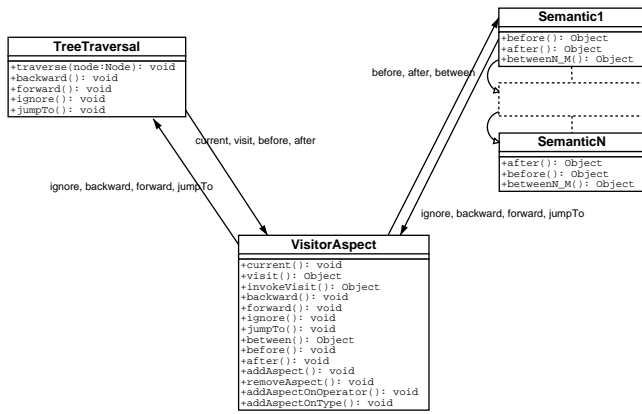 TreeTraversal
+traverse(node:Node): void
+backward(): void
+forward(): void
+ignore(): void
+jumpTo(): void
Semantic1
+before(): Object
+after(): Object
+betweenN_M(): Object
before, after, between
current, visit, before, after
SemanticN
+after(): Object
+before(): Object
+betweenN_M(): Object
ignore, backward, forward, jumpTo
ignore, backward, forward, jumpTo
VisitorAspect
+current(): void
+visit(): Object
+invokeVisit(): Object
+backward(): void
+forward(): void
+ignore(): void
+jumpTo(): void
+between(): Object
+before(): void
+after(): void
+addAspect(): void
+removeAspect(): void
+addAspectOnOperator(): void
+addAspectOnType(): void